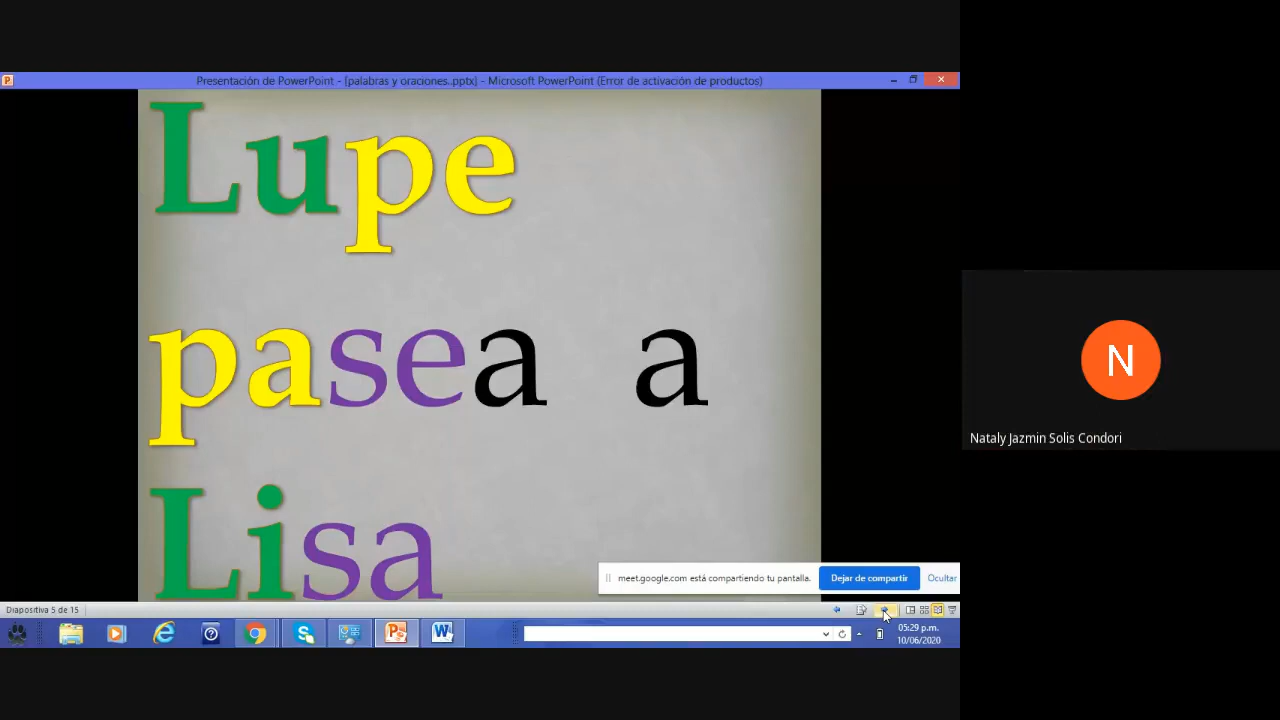 Presentación de PowerPoint - [palabras y oraciones..pptx] - Microsoft PowerPoint (Error de activación de productos)
Lupe
pasea a
Lisa
N
Nataly Jazmin Solis Condori
meet.google.com está compartiendo tu pantalla.
Dejar de compartir
Ocultar
Diapositiva 5 de 15
05:29 p.m.
10/06/2020